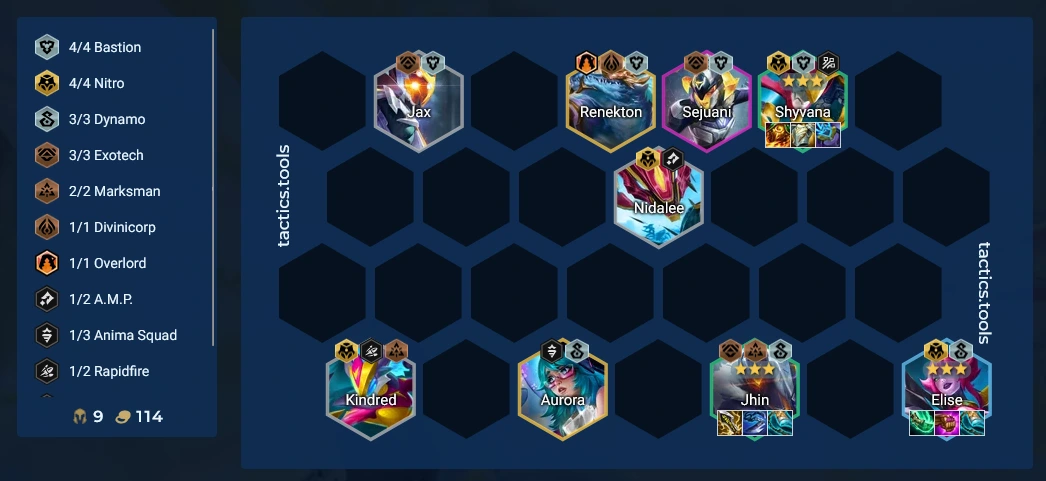 4/4 Bastion
4/4 Nitro
3/3 Dynamo
3/3 Exotech
2/2 Marksman
1/1 Divinicorp
1/1 Overlord
1/2 A.M.P.
1/3 Anima Squad
1/2 Rapidfire
9 114
tactics.tools
Jax
Renekton
Sejuani
Shyvana
Nidalee
Kindred
Aurora
Jhin
Elise
tactics.tools